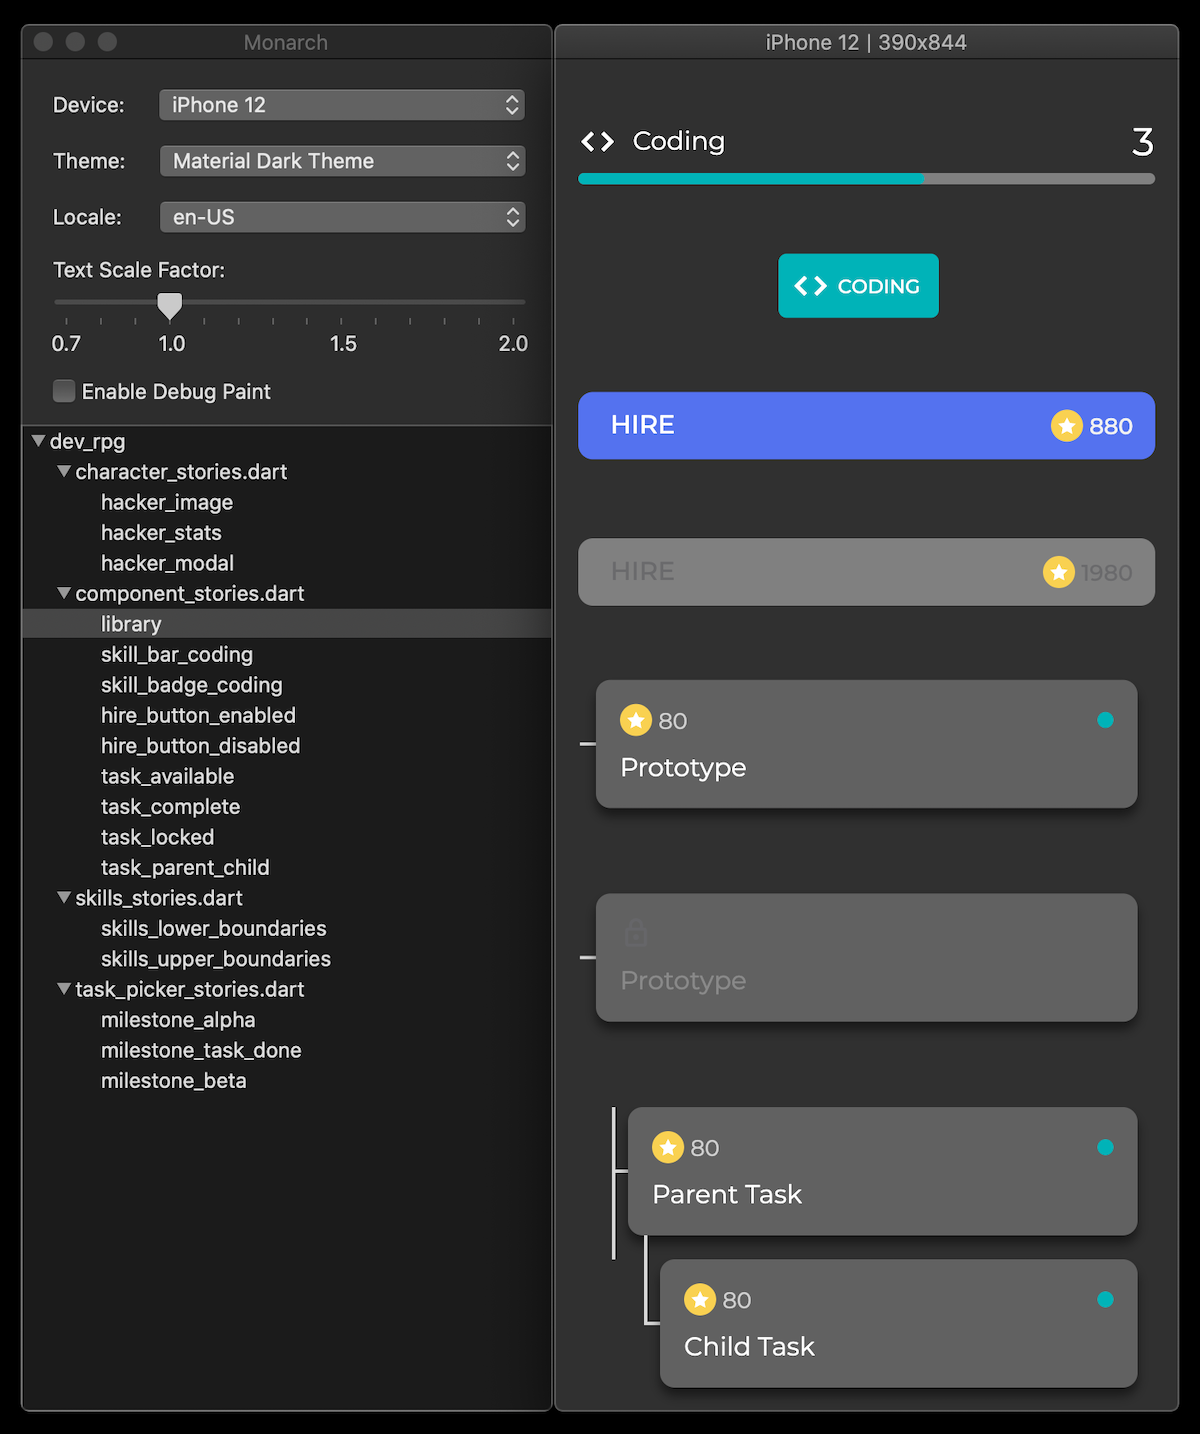 Monarch
Device: iPhone 12
Theme: Material Dark Theme
Locale: en-US
Text Scale Factor:
0.7 1.0 1.5 2.0
Enable Debug Paint
dev_rpg
character_stories.dart
hacker_image
hacker_stats
hacker_modal
component_stories.dart
library
skill_bar_coding
skill_badge_coding
hire_button_enabled
hire_button_disabled
task_available
task_complete
task_locked
task_parent_child
skills_stories.dart
skills_lower_boundaries
skills_upper_boundaries
task_picker_stories.dart
milestone_alpha
milestone_task_done
milestone_beta
iPhone 12 | 390x844
Coding 3
CODING
HIRE 880
HIRE 1980
80
Prototype
Prototype
80
Parent Task
80
Child Task